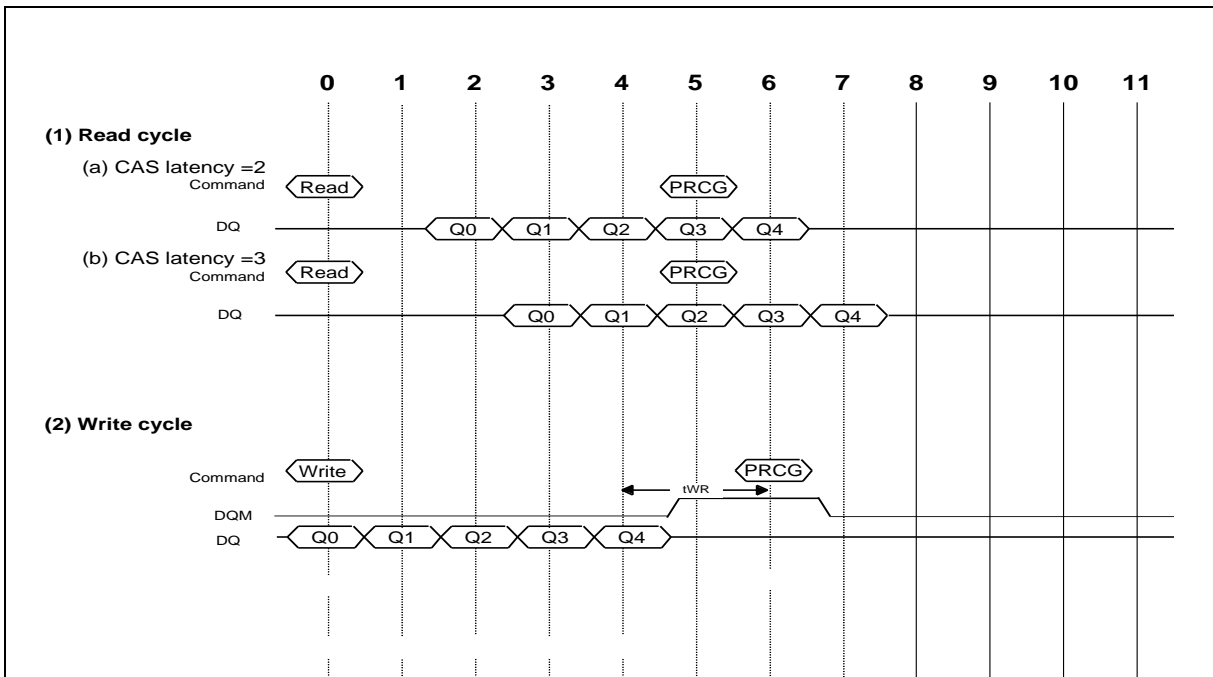 0 1 2 3 4 5 6 7 8 9 10 11
(1) Read cycle
(a) CAS latency =2
Command Read PRCG
DQ Q0 Q1 Q2 Q3 Q4
(b) CAS latency =3
Command Read PRCG
DQ Q0 Q1 Q2 Q3 Q4
(2) Write cycle
Command Write PRCG
tWR
DQM
DQ Q0 Q1 Q2 Q3 Q4